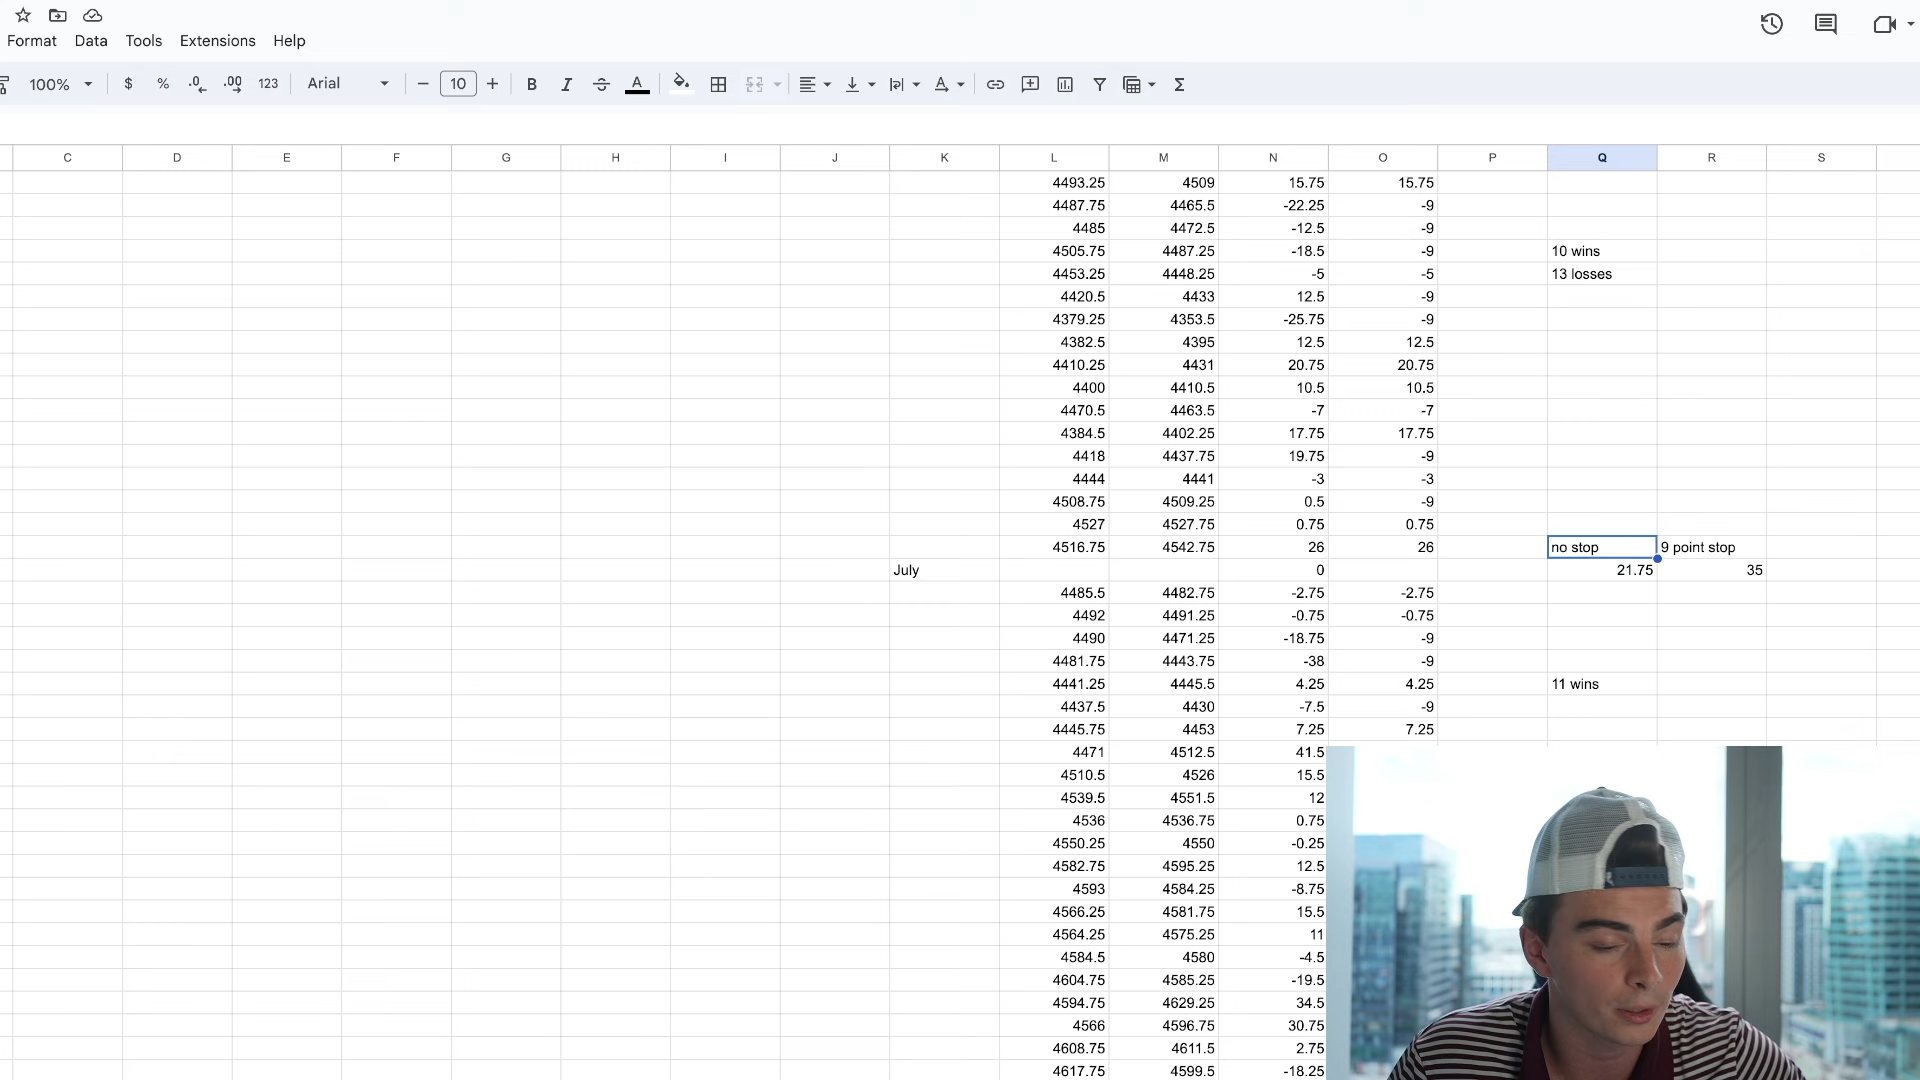 Format Data Tools Extensions Help
100% $ % .0 .00 123 Arial 10 B I S A A Σ
C D E F G H I J K L M N O P Q R S
4493.25 4509 15.75 15.75
4487.75 4465.5 -22.25 -9
4485 4472.5 -12.5 -9
4505.75 4487.25 -18.5 -9 10 wins
4453.25 4448.25 -5 -5 13 losses
4420.5 4433 12.5 -9
4379.25 4353.5 -25.75 -9
4382.5 4395 12.5 12.5
4410.25 4431 20.75 20.75
4400 4410.5 10.5 10.5
4470.5 4463.5 -7 -7
4384.5 4402.25 17.75 17.75
4418 4437.75 19.75 -9
4444 4441 -3 -3
4508.75 4509.25 0.5 -9
4527 4527.75 0.75 0.75
4516.75 4542.75 26 26 no stop 9 point stop
July 0 21.75 35
4485.5 4482.75 -2.75 -2.75
4492 4491.25 -0.75 -0.75
4490 4471.25 -18.75 -9
4481.75 4443.75 -38 -9
4441.25 4445.5 4.25 4.25 11 wins
4437.5 4430 -7.5 -9
4445.75 4453 7.25 7.25
4471 4512.5 41.5
4510.5 4526 15.5
4539.5 4551.5 12
4536 4536.75 0.75
4550.25 4550 -0.25
4582.75 4595.25 12.5
4593 4584.25 -8.75
4566.25 4581.75 15.5
4564.25 4575.25 11
4584.5 4580 -4.5
4604.75 4585.25 -19.5
4594.75 4629.25 34.5
4566 4596.75 30.75
4608.75 4611.5 2.75
4617.75 4599.5 -18.25